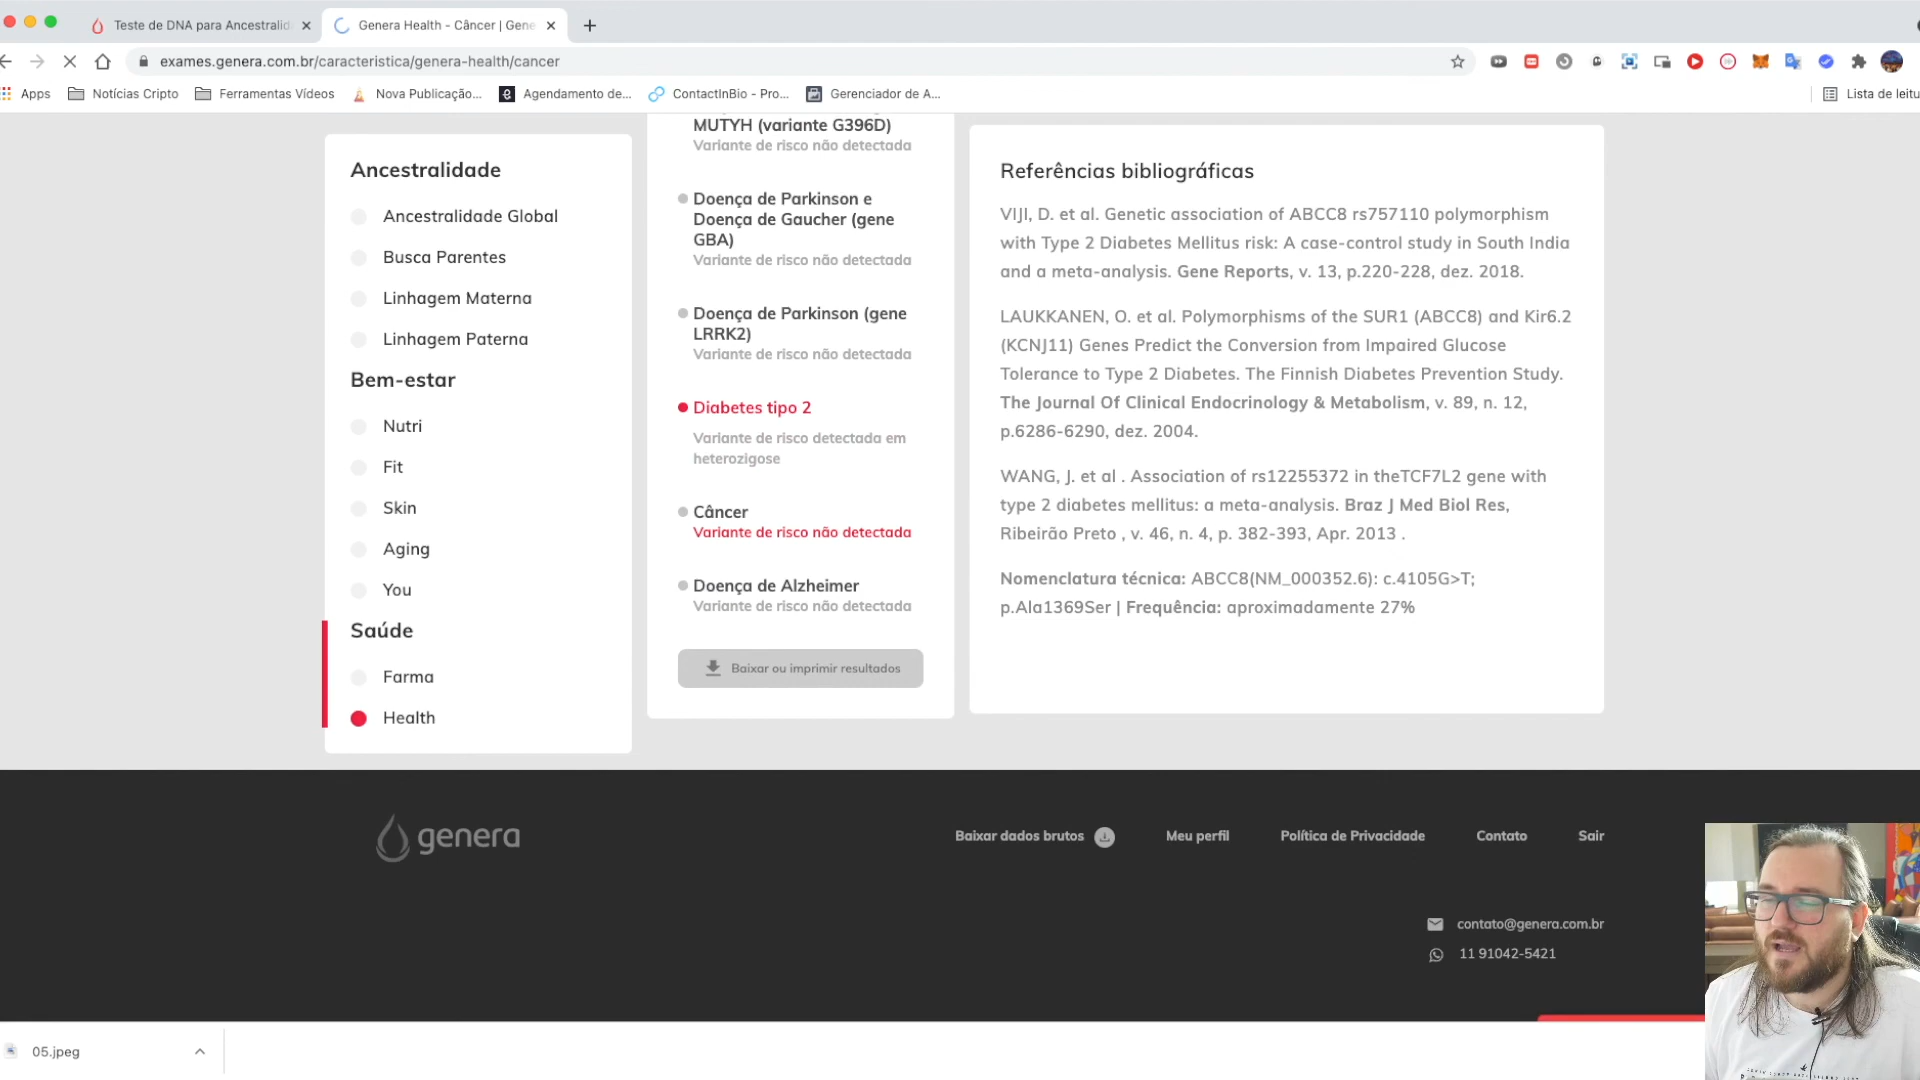 Teste de DNA para Ancestralid
Genera Health - Câncer | Gene
exames.genera.com.br/caracteristica/genera-health/cancer
Apps
Notícias Cripto
Ferramentas Vídeos
Nova Publicação...
Agendamento de...
ContactInBio - Pro...
Gerenciador de A...
Lista de leitu
Ancestralidade
Ancestralidade Global
Busca Parentes
Linhagem Materna
Linhagem Paterna
Bem-estar
Nutri
Fit
Skin
Aging
You
Saúde
Farma
Health
MUTYH (variante G396D)
Variante de risco não detectada
Doença de Parkinson e
Doença de Gaucher (gene
GBA)
Variante de risco não detectada
Doença de Parkinson (gene
LRRK2)
Variante de risco não detectada
Diabetes tipo 2
Variante de risco detectada em
heterozigose
Câncer
Variante de risco não detectada
Doença de Alzheimer
Variante de risco não detectada
Baixar ou imprimir resultados
Referências bibliográficas
VIJI, D. et al. Genetic association of ABCC8 rs757110 polymorphism
with Type 2 Diabetes Mellitus risk: A case-control study in South India
and a meta-analysis. Gene Reports, v. 13, p.220-228, dez. 2018.
LAUKKANEN, O. et al. Polymorphisms of the SUR1 (ABCC8) and Kir6.2
(KCNJ11) Genes Predict the Conversion from Impaired Glucose
Tolerance to Type 2 Diabetes. The Finnish Diabetes Prevention Study.
The Journal Of Clinical Endocrinology & Metabolism, v. 89, n. 12,
p.6286-6290, dez. 2004.
WANG, J. et al . Association of rs12255372 in theTCF7L2 gene with
type 2 diabetes mellitus: a meta-analysis. Braz J Med Biol Res,
Ribeirão Preto , v. 46, n. 4, p. 382-393, Apr. 2013 .
Nomenclatura técnica: ABCC8(NM_000352.6): c.4105G>T;
p.Ala1369Ser | Frequência: aproximadamente 27%
genera
Baixar dados brutos
Meu perfil
Política de Privacidade
Contato
Sair
contato@genera.com.br
11 91042-5421
05.jpeg